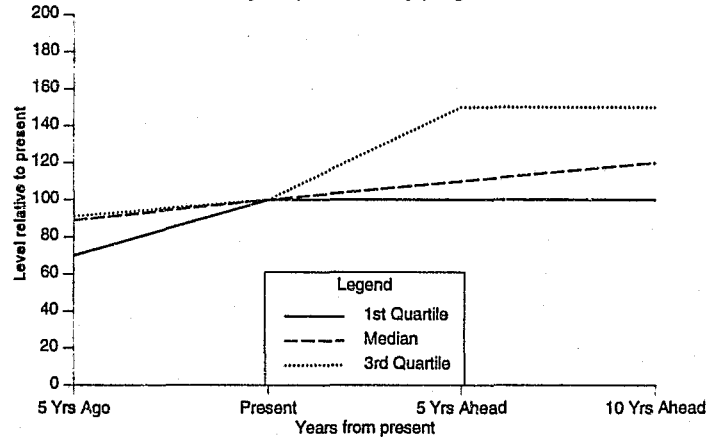 200
180
160
140
120
100
80
60
40
20
0
Level relative to present
Legend
1st Quartile
Median
3rd Quartile
5 Yrs Ago
Present
5 Yrs Ahead
10 Yrs Ahead
Years from present